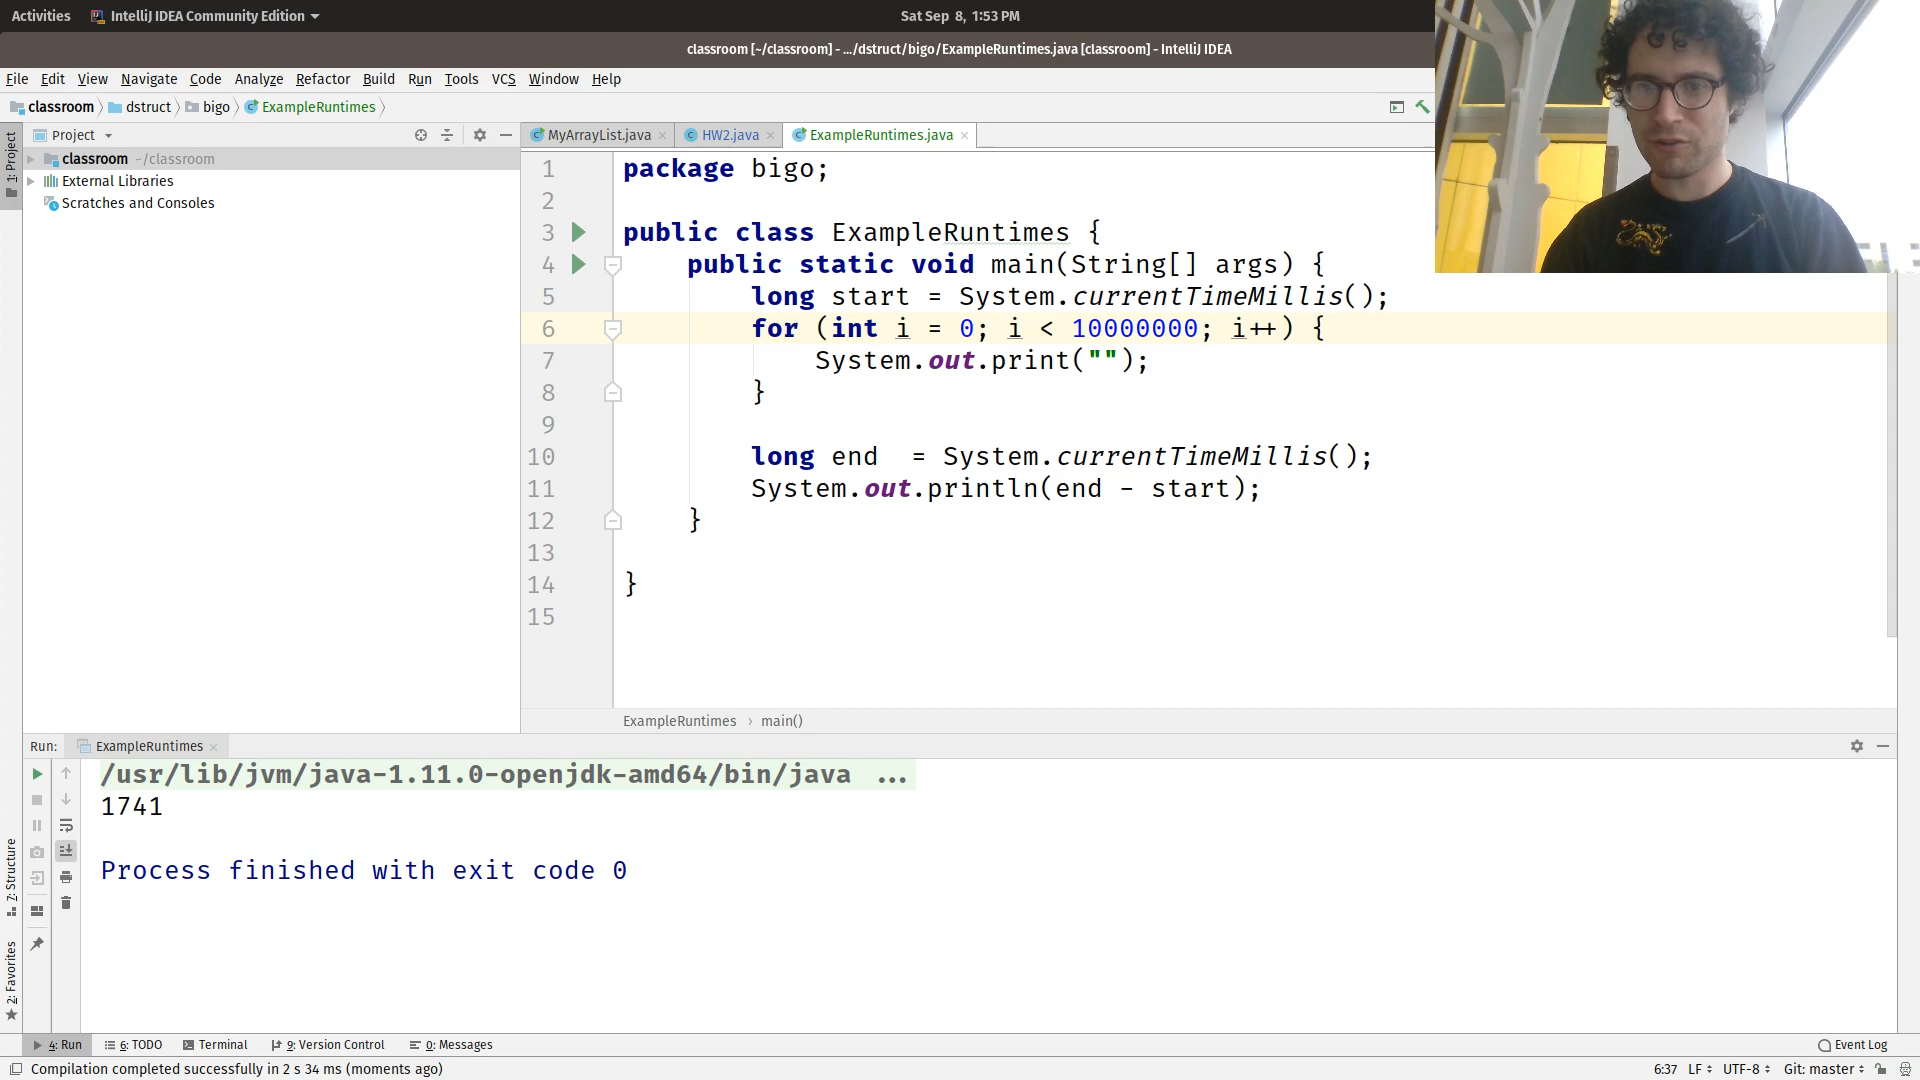 Activities IntelliJ IDEA Community Edition Sat Sep 8, 1:53 PM
classroom [~/classroom] - .../dstruct/bigo/ExampleRuntimes.java [classroom] - IntelliJ IDEA
File Edit View Navigate Code Analyze Refactor Build Run Tools VCS Window Help
classroom dstruct bigo ExampleRuntimes
1: Project
Project
MyArrayList.java HW2.java ExampleRuntimes.java
classroom ~/classroom
External Libraries
Scratches and Consoles
1 package bigo;
2
3 public class ExampleRuntimes {
4 public static void main(String[] args) {
5 long start = System.currentTimeMillis();
6 for (int i = 0; i < 10000000; i++) {
7 System.out.print("");
8 }
9
10 long end  = System.currentTimeMillis();
11 System.out.println(end - start);
12 }
13
14 }
15
ExampleRuntimes › main()
Run: ExampleRuntimes
/usr/lib/jvm/java-1.11.0-openjdk-amd64/bin/java ...
1741
Process finished with exit code 0
7: Structure
2: Favorites
4: Run 6: TODO Terminal 9: Version Control 0: Messages Event Log
Compilation completed successfully in 2 s 34 ms (moments ago) 6:37 LF UTF-8 Git: master